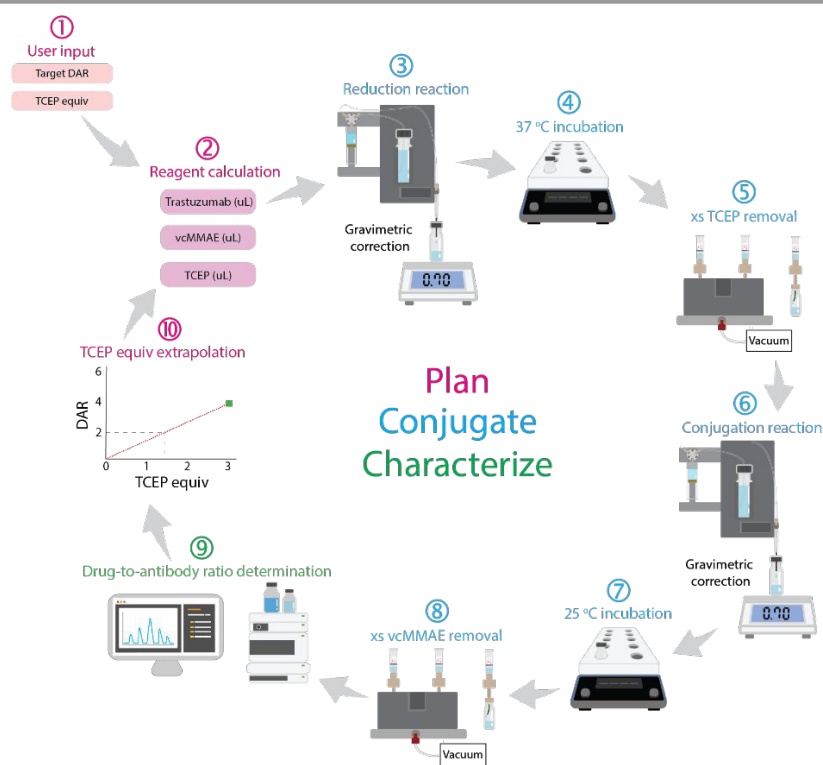 ①
User input
Target DAR
TCEP equiv
②
Reagent calculation
Trastuzumab (uL)
vcMMAE (uL)
TCEP (uL)
③
Reduction reaction
Gravimetric
correction
0.70
④
37 ºC incubation
⑤
xs TCEP removal
Vacuum
⑥
Conjugation reaction
Gravimetric
correction
0.70
⑦
25 ºC incubation
⑧
xs vcMMAE removal
Vacuum
⑨
Drug-to-antibody ratio determination
⑩
TCEP equiv extrapolation
DAR
6
4
2
0 1 2 3
TCEP equiv
Plan
Conjugate
Characterize